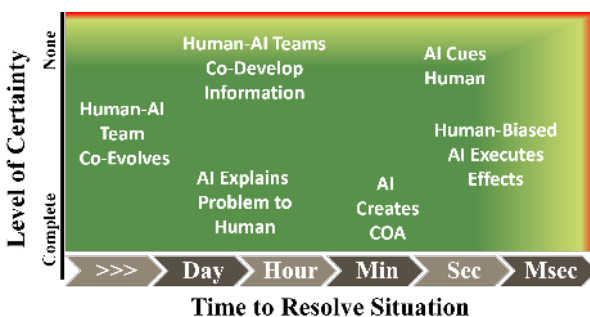 Level of Certainty
None
Complete
Human-AI Teams
Co-Develop
Information
AI Cues
Human
Human-AI
Team
Co-Evolves
Human-Biased
AI Executes
Effects
AI Explains
Problem to
Human
AI
Creates
COA
>>> Day Hour Min Sec Msec
Time to Resolve Situation